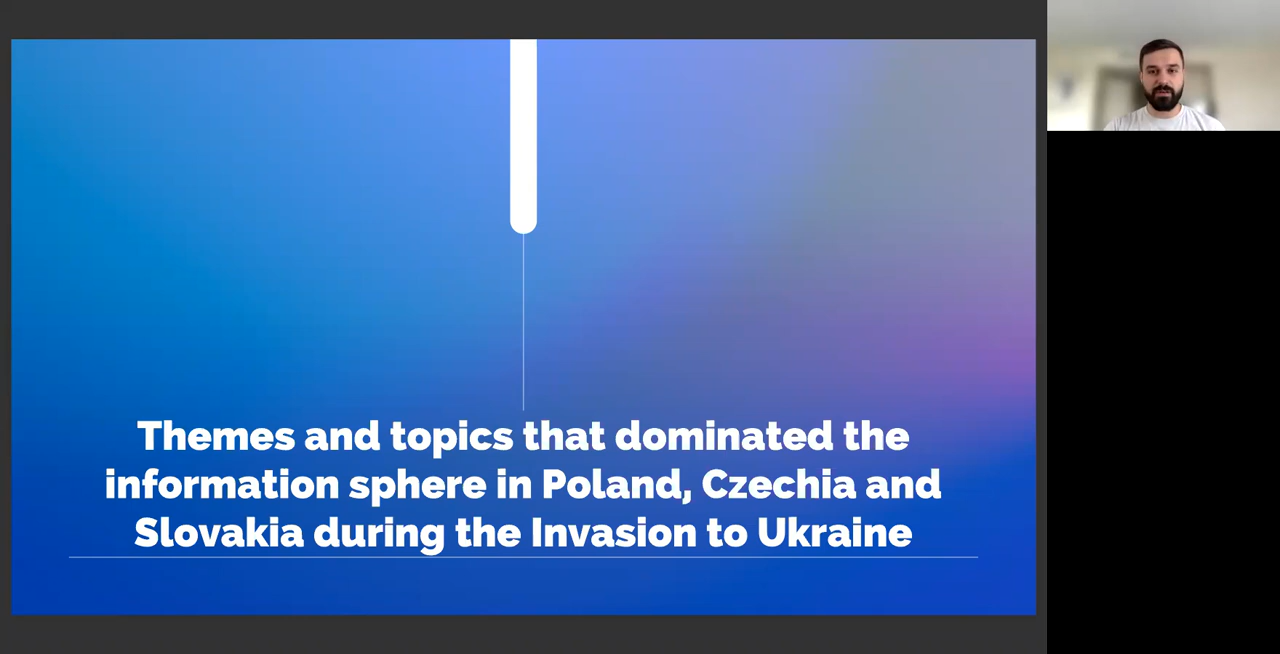 Themes and topics that dominated the
information sphere in Poland, Czechia and
Slovakia during the Invasion to Ukraine